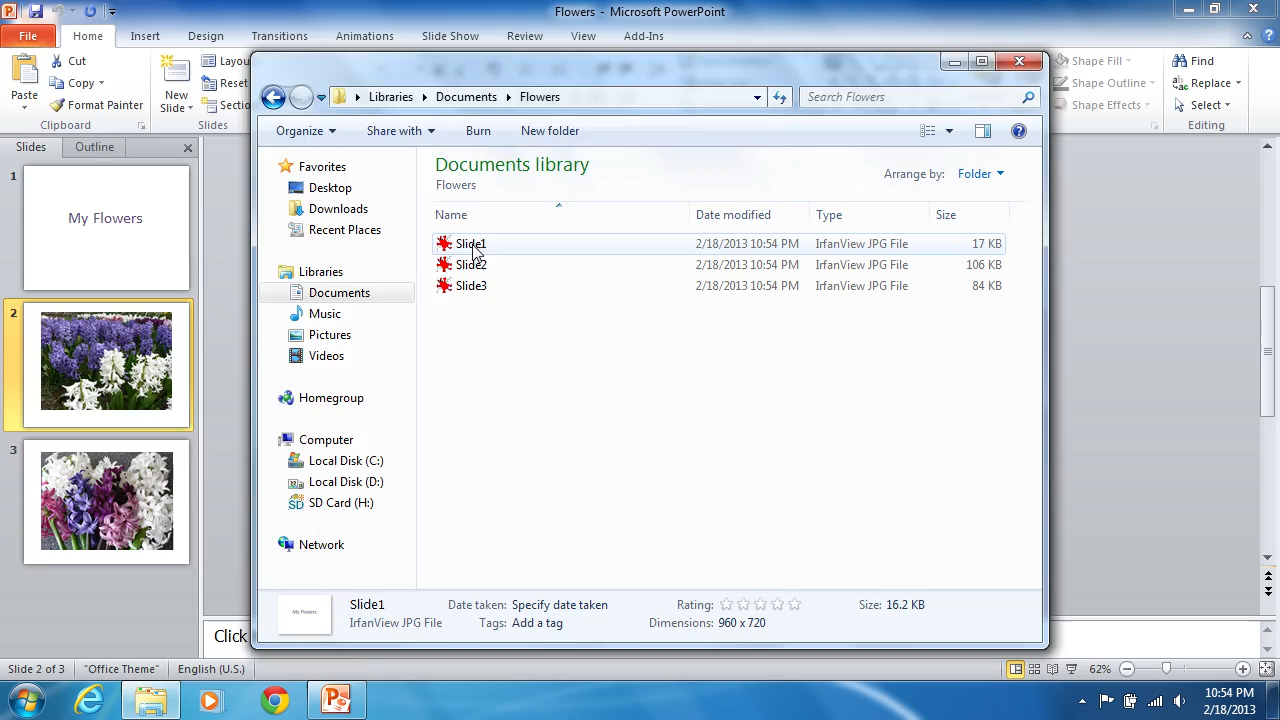 Flowers - Microsoft PowerPoint
File Home Insert Design Transitions Animations Slide Show Review View Add-Ins
Paste
Cut
Copy
Format Painter
Clipboard
New Slide
Layou
Reset
Sectio
Slides
Shape Fill
Shape Outline
Shape Effects
Find
Replace
Select
Editing
Slides Outline
1
My Flowers
2
3
Libraries Documents Flowers
Search Flowers
Organize Share with Burn New folder
Favorites
Desktop
Downloads
Recent Places
Libraries
Documents
Music
Pictures
Videos
Homegroup
Computer
Local Disk (C:)
Local Disk (D:)
SD Card (H:)
Network
Documents library
Flowers
Arrange by: Folder
Name Date modified Type Size
Slide1 2/18/2013 10:54 PM IrfanView JPG File 17 KB
Slide2 2/18/2013 10:54 PM IrfanView JPG File 106 KB
Slide3 2/18/2013 10:54 PM IrfanView JPG File 84 KB
My Flowers
Slide1 Date taken: Specify date taken Rating: Size: 16.2 KB
IrfanView JPG File Tags: Add a tag Dimensions: 960 x 720
Click
Slide 2 of 3 "Office Theme" English (U.S.) 62%
10:54 PM
2/18/2013